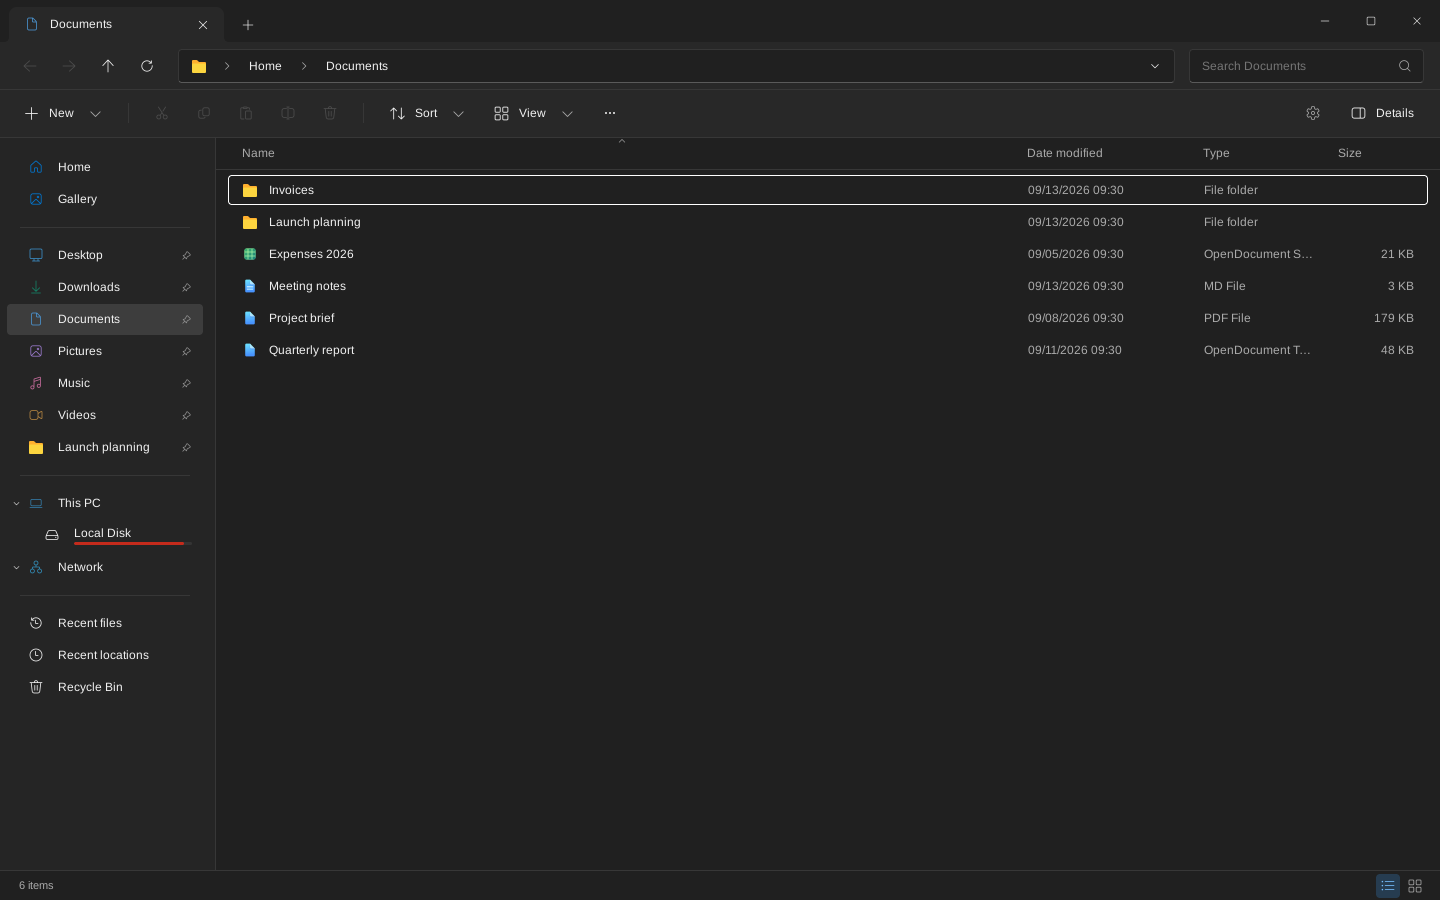 Documents
Home
Documents
Search Documents
New
Sort
View
Details
Name
Date modified
Type
Size
Home
Gallery
Desktop
Downloads
Documents
Pictures
Music
Videos
Launch planning
This PC
Local Disk
Network
Recent files
Recent locations
Recycle Bin
Invoices 09/13/2026 09:30 File folder
Launch planning 09/13/2026 09:30 File folder
Expenses 2026 09/05/2026 09:30 OpenDocument S... 21 KB
Meeting notes 09/13/2026 09:30 MD File 3 KB
Project brief 09/08/2026 09:30 PDF File 179 KB
Quarterly report 09/11/2026 09:30 OpenDocument T... 48 KB
6 items